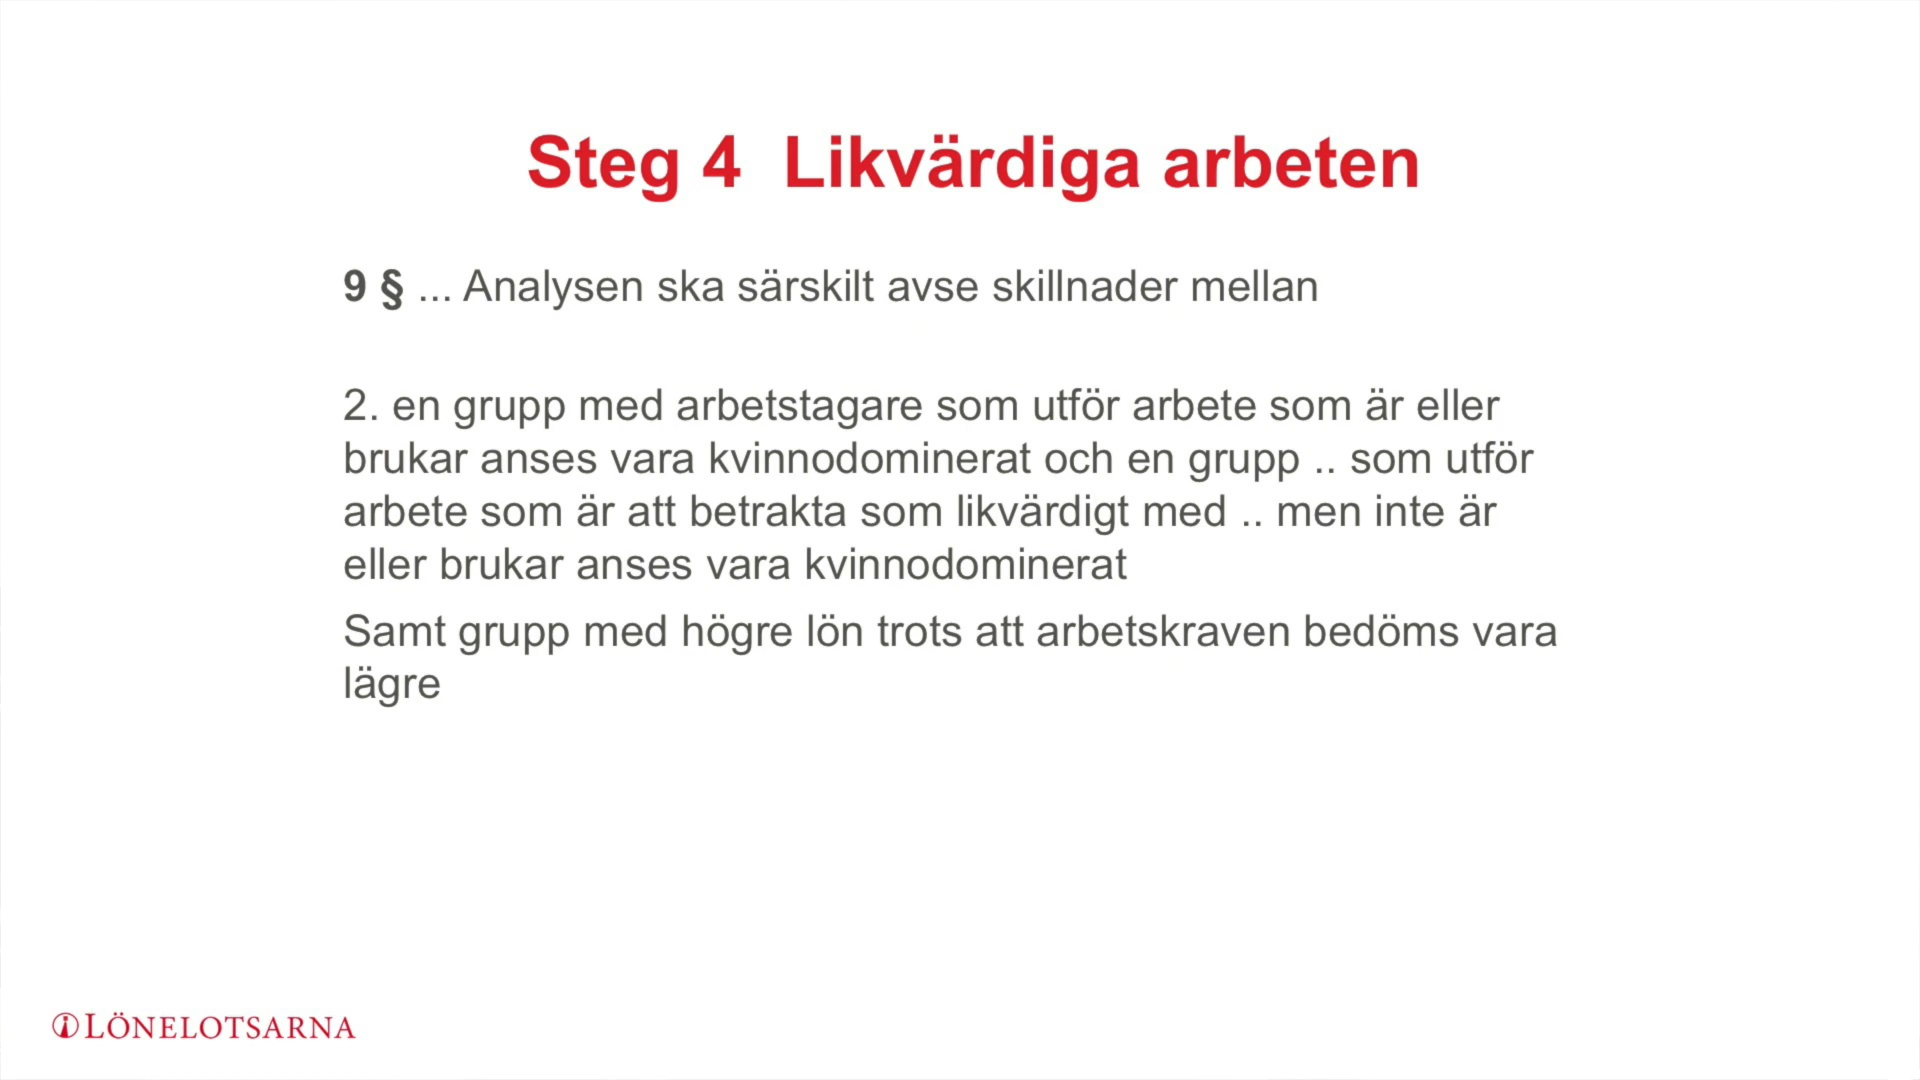 Steg 4  Likvärdiga arbeten
9 § ... Analysen ska särskilt avse skillnader mellan
2. en grupp med arbetstagare som utför arbete som är eller
brukar anses vara kvinnodominerat och en grupp .. som utför
arbete som är att betrakta som likvärdigt med .. men inte är
eller brukar anses vara kvinnodominerat
Samt grupp med högre lön trots att arbetskraven bedöms vara
lägre
LÖNELOTSARNA